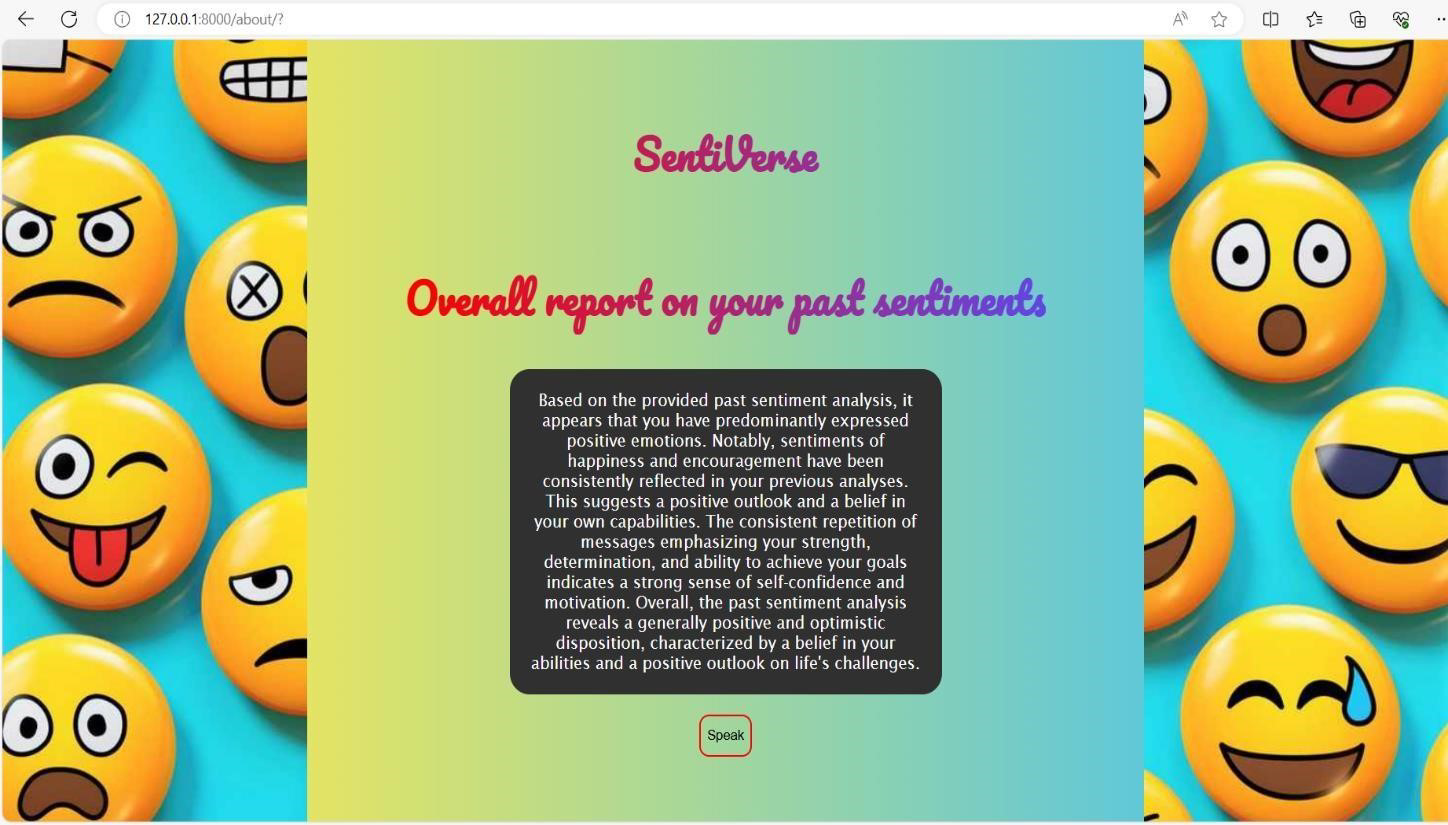 127.0.0.1:8000/about/?
SentiVerse
Overall report on your past sentiments
Based on the provided past sentiment analysis, it
appears that you have predominantly expressed
positive emotions. Notably, sentiments of
happiness and encouragement have been
consistently reflected in your previous analyses.
This suggests a positive outlook and a belief in
your own capabilities. The consistent repetition of
messages emphasizing your strength,
determination, and ability to achieve your goals
indicates a strong sense of self-confidence and
motivation. Overall, the past sentiment analysis
reveals a generally positive and optimistic
disposition, characterized by a belief in your
abilities and a positive outlook on life's challenges.
Speak